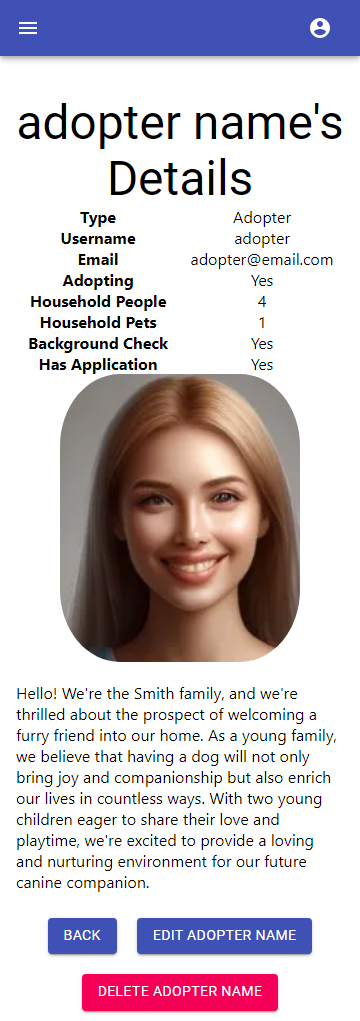 adopter name's
Details
Type Adopter
Username adopter
Email adopter@email.com
Adopting Yes
Household People 4
Household Pets 1
Background Check Yes
Has Application Yes
Hello! We're the Smith family, and we're
thrilled about the prospect of welcoming a
furry friend into our home. As a young family,
we believe that having a dog will not only
bring joy and companionship but also enrich
our lives in countless ways. With two young
children eager to share their love and
playtime, we're excited to provide a loving
and nurturing environment for our future
canine companion.
BACK EDIT ADOPTER NAME
DELETE ADOPTER NAME